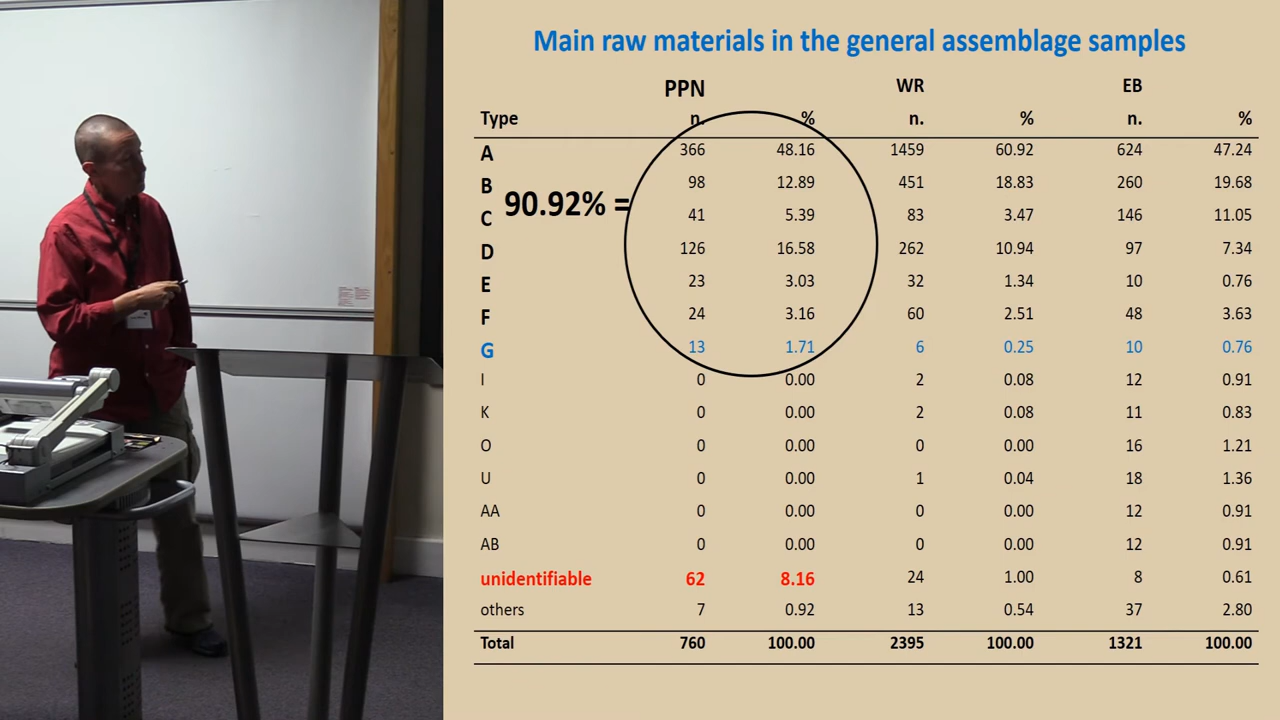 Main raw materials in the general assemblage samples
PPN WR EB
Type n. % n. % n. %
A 366 48.16 1459 60.92 624 47.24
B 98 12.89 451 18.83 260 19.68
90.92% =
C 41 5.39 83 3.47 146 11.05
D 126 16.58 262 10.94 97 7.34
E 23 3.03 32 1.34 10 0.76
F 24 3.16 60 2.51 48 3.63
G 13 1.71 6 0.25 10 0.76
I 0 0.00 2 0.08 12 0.91
K 0 0.00 2 0.08 11 0.83
O 0 0.00 0 0.00 16 1.21
U 0 0.00 1 0.04 18 1.36
AA 0 0.00 0 0.00 12 0.91
AB 0 0.00 0 0.00 12 0.91
unidentifiable 62 8.16 24 1.00 8 0.61
others 7 0.92 13 0.54 37 2.80
Total 760 100.00 2395 100.00 1321 100.00